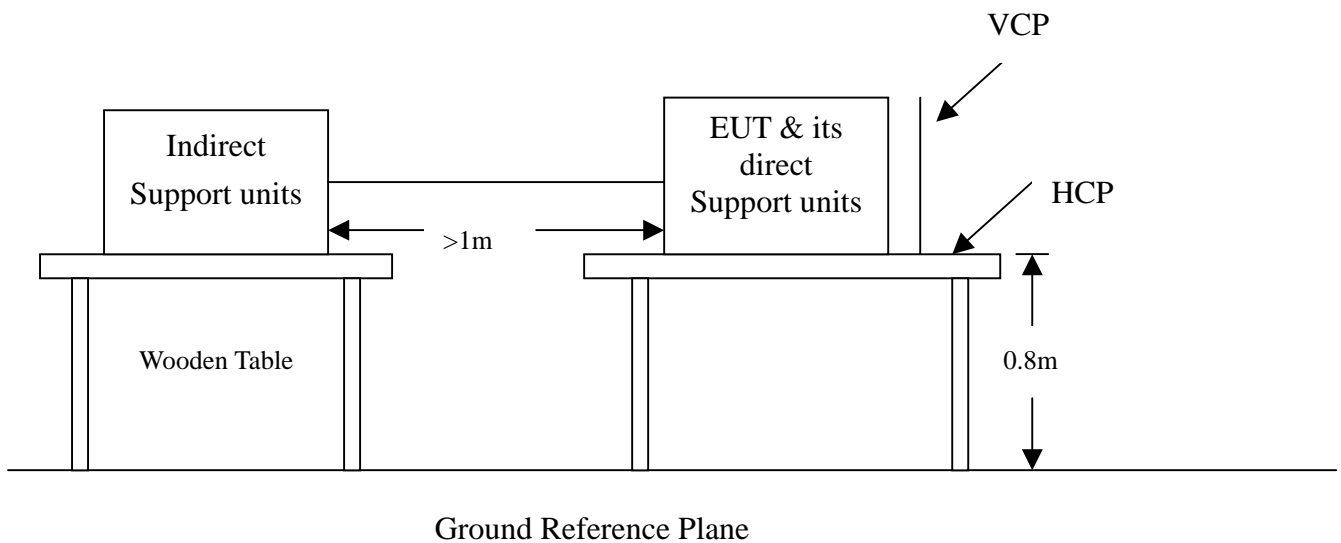 VCP
Indirect
Support units
EUT & its
direct
Support units
HCP
>1m
Wooden Table
0.8m
Ground Reference Plane